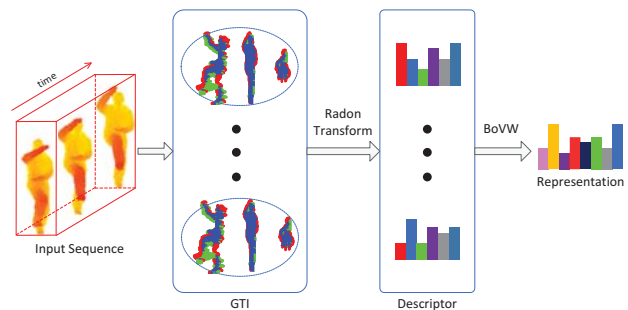 time
Input Sequence
GTI
Radon
Transform
Descriptor
BoVW
Representation